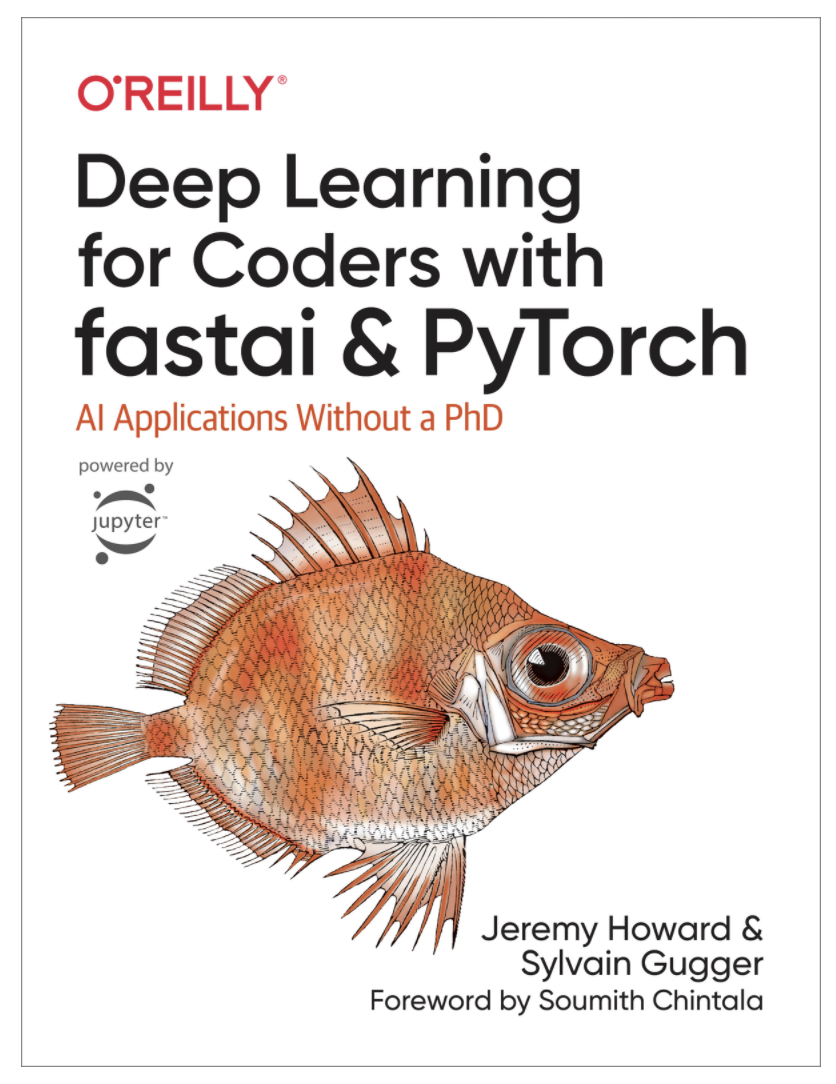 O'REILLY®
Deep Learning
for Coders with
fastai & PyTorch
AI Applications Without a PhD
powered by
jupyter™
Jeremy Howard &
Sylvain Gugger
Foreword by Soumith Chintala